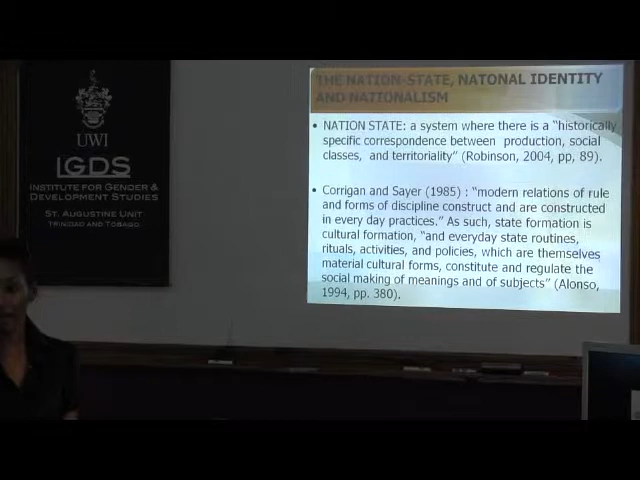 UWI
IGDS
INSTITUTE FOR GENDER &
DEVELOPMENT STUDIES
ST. AUGUSTINE UNIT
TRINIDAD AND TOBAGO
THE NATION-STATE, NATONAL IDENTITY
AND NATIONALISM
• NATION STATE: a system where there is a “historically
specific correspondence between production, social
classes, and territoriality” (Robinson, 2004, pp, 89).
• Corrigan and Sayer (1985) : “modern relations of rule
and forms of discipline construct and are constructed
in every day practices.” As such, state formation is
cultural formation, “and everyday state routines,
rituals, activities, and policies, which are themselves
material cultural forms, constitute and regulate the
social making of meanings and of subjects” (Alonso,
1994, pp. 380).